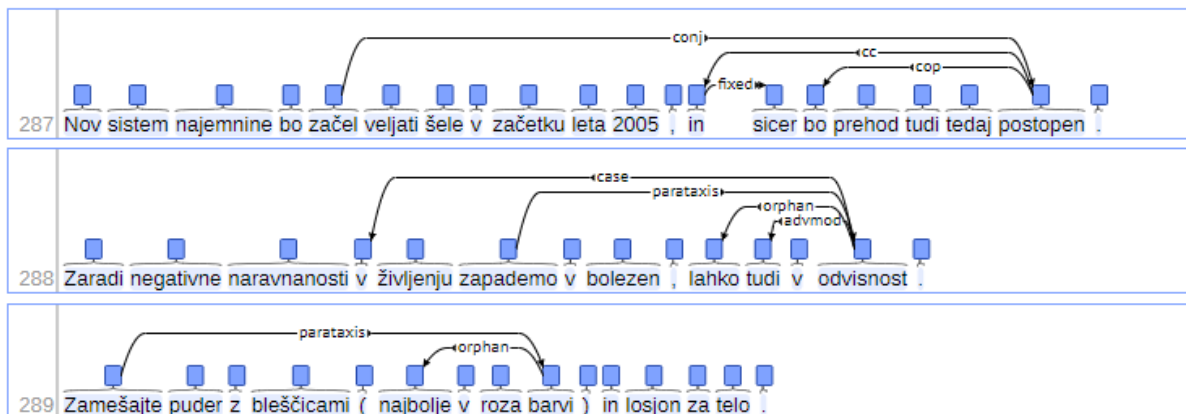 conj
cc
cop
fixed
287 Nov sistem najemnine bo začel veljati šele v začetku leta 2005 , in sicer bo prehod tudi tedaj postopen .
case
parataxis
orphan
advmod
288 Zaradi negativne naravnanosti v življenju zapademo v bolezen , lahko tudi v odvisnost .
parataxis
orphan
289 Zamešajte puder z bleščicami ( najbolje v roza barvi ) in losjon za telo .